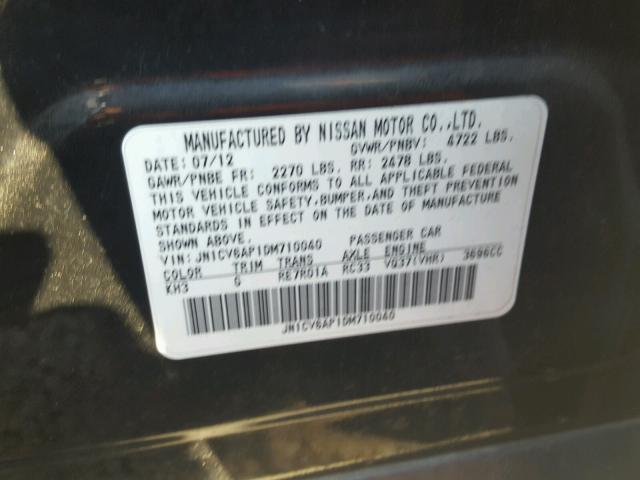 MANUFACTURED BY NISSAN MOTOR CO.,LTD.
DATE: 07/12 GVWR/PNBV: 4722 LBS.
GAWR/PNBE FR: 2270 LBS. RR: 2478 LBS.
THIS VEHICLE CONFORMS TO ALL APPLICABLE FEDERAL
MOTOR VEHICLE SAFETY,BUMPER,AND THEFT PREVENTION
STANDARDS IN EFFECT ON THE DATE OF MANUFACTURE
SHOWN ABOVE.
VIN: JN1CV6AP1DM710040 PASSENGER CAR
COLOR TRIM TRANS AXLE ENGINE
KH3 G RE7R01A RC33 VQ37(VHR) 3696CC
JN1CV6AP1DM710040